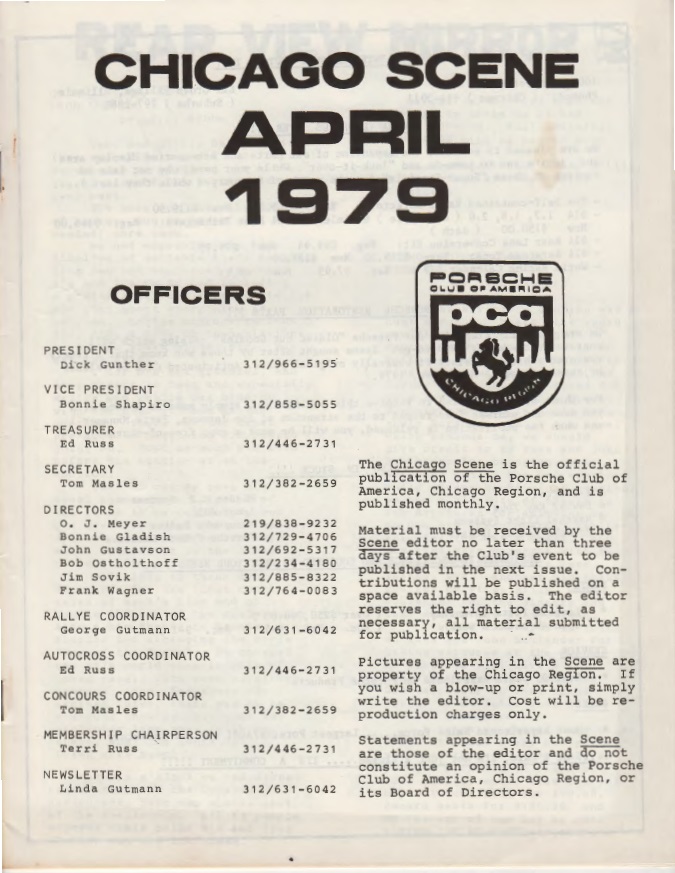 CHICAGO SCENE
APRIL
1979
OFFICERS
PORSCHE
CLUB OF AMERICA
pca
CHICAGO REGION
PRESIDENT
Dick Gunther 312/966-5195
VICE PRESIDENT
Bonnie Shapiro 312/858-5055
TREASURER
Ed Russ 312/446-2731
SECRETARY
Tom Masles 312/382-2659
DIRECTORS
O. J. Meyer 219/838-9232
Bonnie Gladish 312/729-4706
John Gustavson 312/692-5317
Bob Ostholthoff 312/234-4180
Jim Sovik 312/885-8322
Frank Wagner 312/764-0083
RALLYE COORDINATOR
George Gutmann 312/631-6042
AUTOCROSS COORDINATOR
Ed Russ 312/446-2731
CONCOURS COORDINATOR
Tom Masles 312/382-2659
MEMBERSHIP CHAIRPERSON
Terri Russ 312/446-2731
NEWSLETTER
Linda Gutmann 312/631-6042
The Chicago Scene is the official
publication of the Porsche Club of
America, Chicago Region, and is
published monthly.
Material must be received by the
Scene editor no later than three
days after the Club's event to be
published in the next issue. Con-
tributions will be published on a
space available basis. The editor
reserves the right to edit, as
necessary, all material submitted
for publication.
Pictures appearing in the Scene are
property of the Chicago Region. If
you wish a blow-up or print, simply
write the editor. Cost will be re-
production charges only.
Statements appearing in the Scene
are those of the editor and do not
constitute an opinion of the Porsche
Club of America, Chicago Region, or
its Board of Directors.